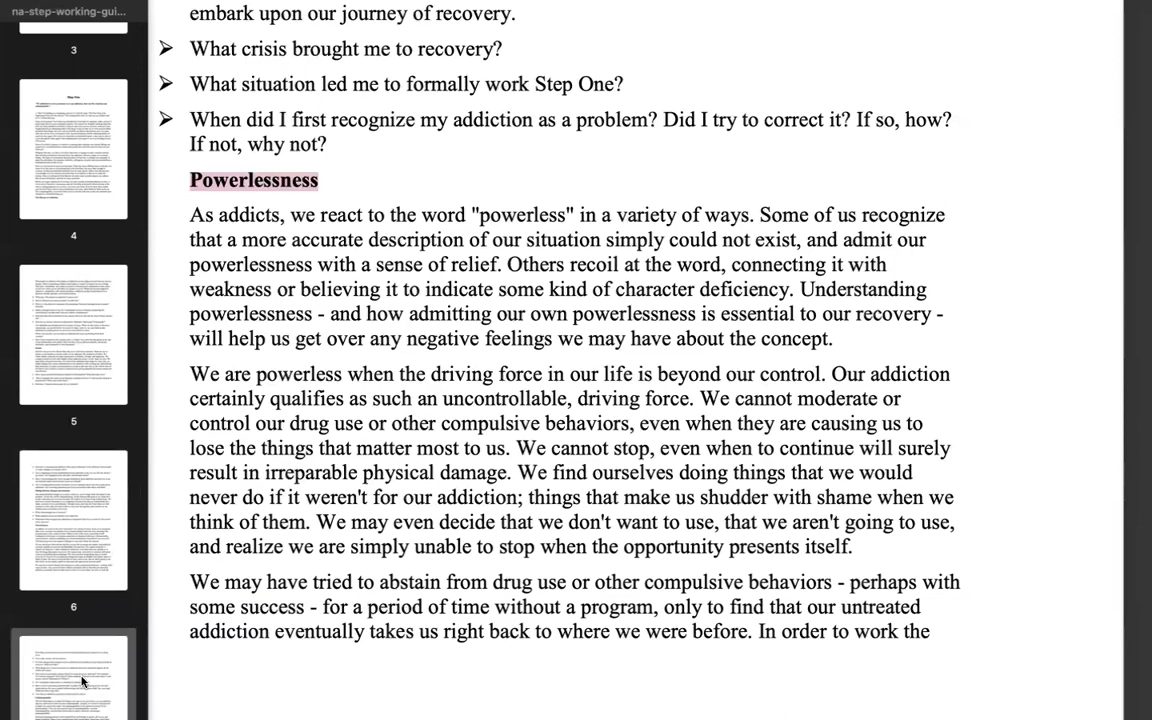 na-step-working-gui...
3
4
5
6
embark upon our journey of recovery.
➢ What crisis brought me to recovery?
➢ What situation led me to formally work Step One?
➢ When did I first recognize my addiction as a problem? Did I try to correct it? If so, how?
If not, why not?
Powerlessness
As addicts, we react to the word "powerless" in a variety of ways. Some of us recognize
that a more accurate description of our situation simply could not exist, and admit our
powerlessness with a sense of relief. Others recoil at the word, connecting it with
weakness or believing it to indicate some kind of character deficiency. Understanding
powerlessness - and how admitting our own powerlessness is essential to our recovery -
will help us get over any negative feelings we may have about the concept.
We are powerless when the driving force in our life is beyond our control. Our addiction
certainly qualifies as such an uncontrollable, driving force. We cannot moderate or
control our drug use or other compulsive behaviors, even when they are causing us to
lose the things that matter most to us. We cannot stop, even when to continue will surely
result in irreparable physical damage. We find ourselves doing things that we would
never do if it weren't for our addiction, things that make us shudder with shame when we
think of them. We may even decide that we don't want to use, that we aren't going to use,
and realize we are simply unable to stop when the opportunity presents itself.
We may have tried to abstain from drug use or other compulsive behaviors - perhaps with
some success - for a period of time without a program, only to find that our untreated
addiction eventually takes us right back to where we were before. In order to work the